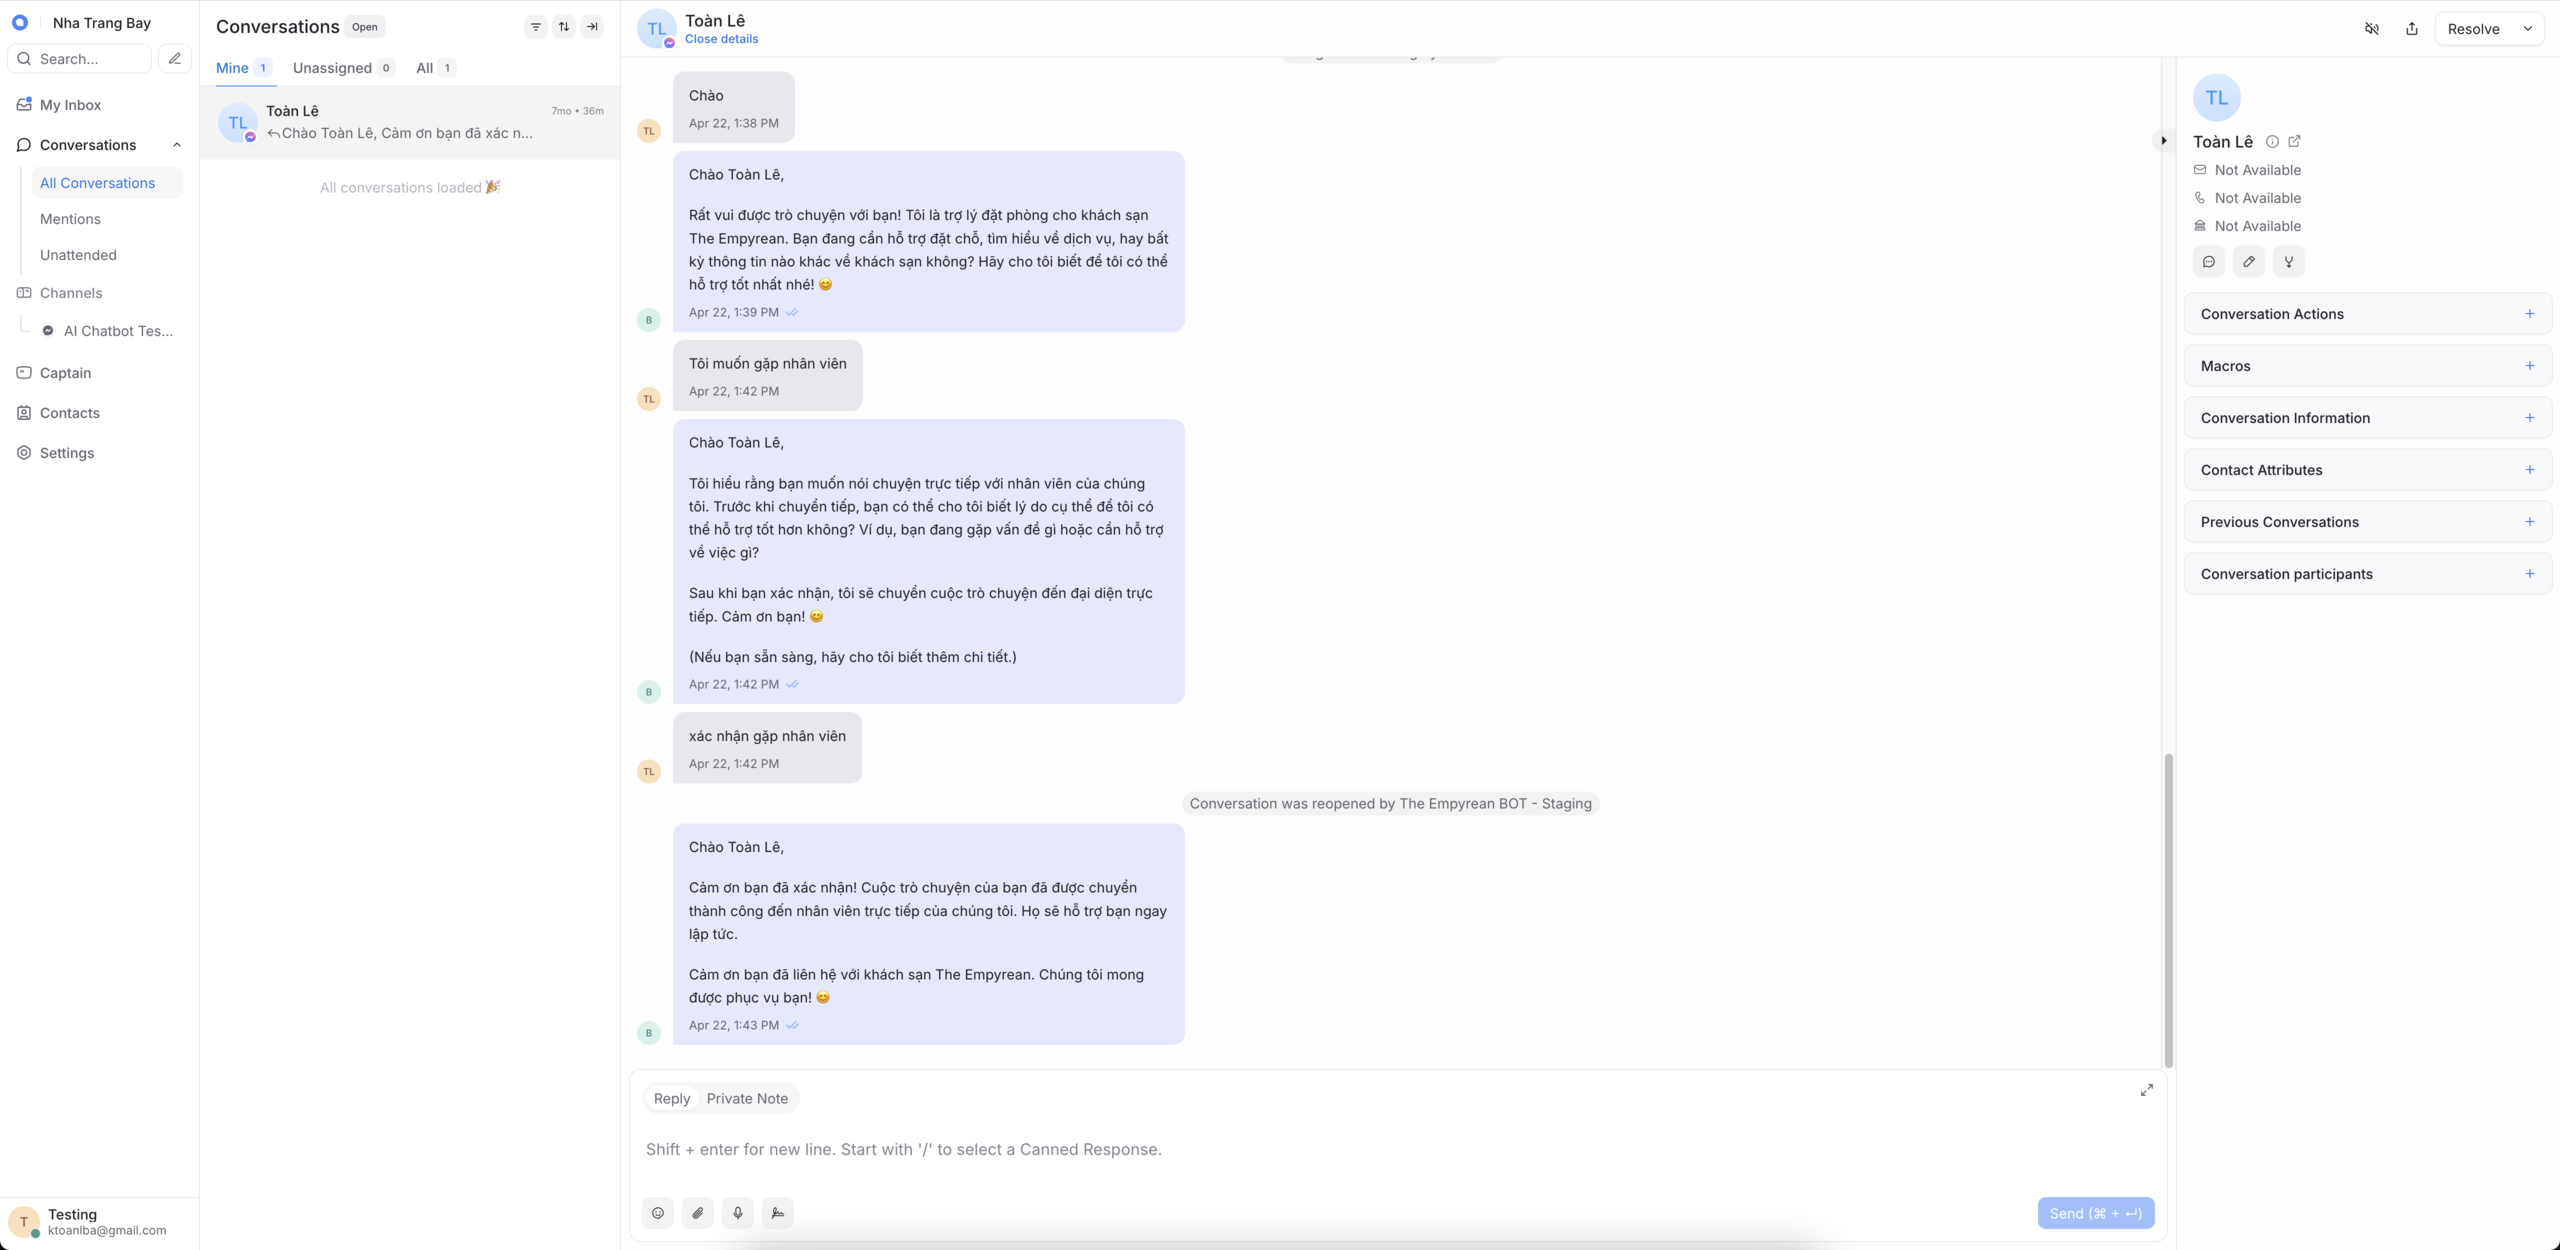 Nha Trang Bay
Search...
My Inbox
Conversations
All Conversations
Mentions
Unattended
Channels
AI Chatbot Tes...
Captain
Contacts
Settings
T
Testing
ktoanlba@gmail.com
Conversations Open
Mine 1 Unassigned 0 All 1
TL
Toàn Lê
7mo • 36m
Chào Toàn Lê, Cảm ơn bạn đã xác n...
All conversations loaded 🎉
TL
Toàn Lê
Close details
Resolve
Chào
Apr 22, 1:38 PM
TL
Chào Toàn Lê,
Rất vui được trò chuyện với bạn! Tôi là trợ lý đặt phòng cho khách sạn
The Empyrean. Bạn đang cần hỗ trợ đặt chỗ, tìm hiểu về dịch vụ, hay bất
kỳ thông tin nào khác về khách sạn không? Hãy cho tôi biết để tôi có thể
hỗ trợ tốt nhất nhé! 😊
Apr 22, 1:39 PM
B
Tôi muốn gặp nhân viên
Apr 22, 1:42 PM
TL
Chào Toàn Lê,
Tôi hiểu rằng bạn muốn nói chuyện trực tiếp với nhân viên của chúng
tôi. Trước khi chuyển tiếp, bạn có thể cho tôi biết lý do cụ thể để tôi có
thể hỗ trợ tốt hơn không? Ví dụ, bạn đang gặp vấn đề gì hoặc cần hỗ trợ
về việc gì?
Sau khi bạn xác nhận, tôi sẽ chuyển cuộc trò chuyện đến đại diện trực
tiếp. Cảm ơn bạn! 😊
(Nếu bạn sẵn sàng, hãy cho tôi biết thêm chi tiết.)
Apr 22, 1:42 PM
B
xác nhận gặp nhân viên
Apr 22, 1:42 PM
TL
Conversation was reopened by The Empyrean BOT - Staging
Chào Toàn Lê,
Cảm ơn bạn đã xác nhận! Cuộc trò chuyện của bạn đã được chuyển
thành công đến nhân viên trực tiếp của chúng tôi. Họ sẽ hỗ trợ bạn ngay
lập tức.
Cảm ơn bạn đã liên hệ với khách sạn The Empyrean. Chúng tôi mong
được phục vụ bạn! 😊
Apr 22, 1:43 PM
B
Reply Private Note
Shift + enter for new line. Start with '/' to select a Canned Response.
Send (⌘ + ↵)
TL
Toàn Lê
Not Available
Not Available
Not Available
Conversation Actions +
Macros +
Conversation Information +
Contact Attributes +
Previous Conversations +
Conversation participants +